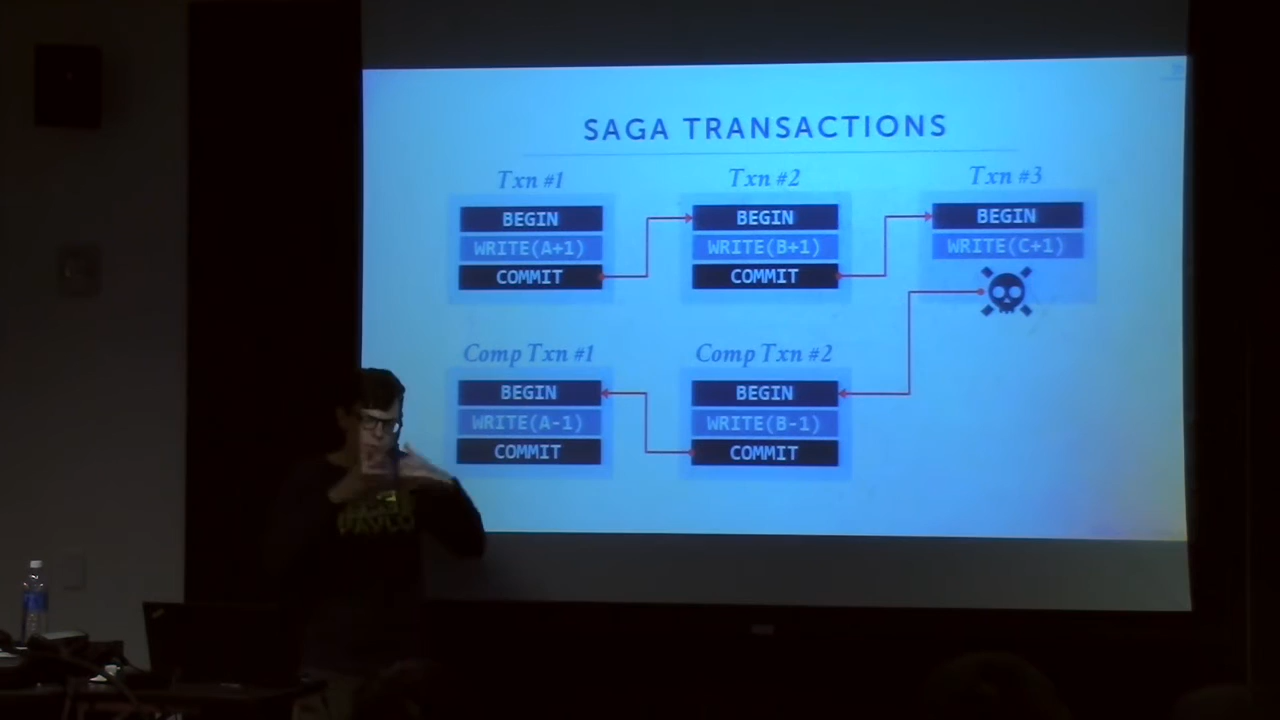 SAGA TRANSACTIONS
Txn #1
BEGIN
WRITE(A+1)
COMMIT
Txn #2
BEGIN
WRITE(B+1)
COMMIT
Txn #3
BEGIN
WRITE(C+1)
Comp Txn #1
BEGIN
WRITE(A-1)
COMMIT
Comp Txn #2
BEGIN
WRITE(B-1)
COMMIT
PAVLO